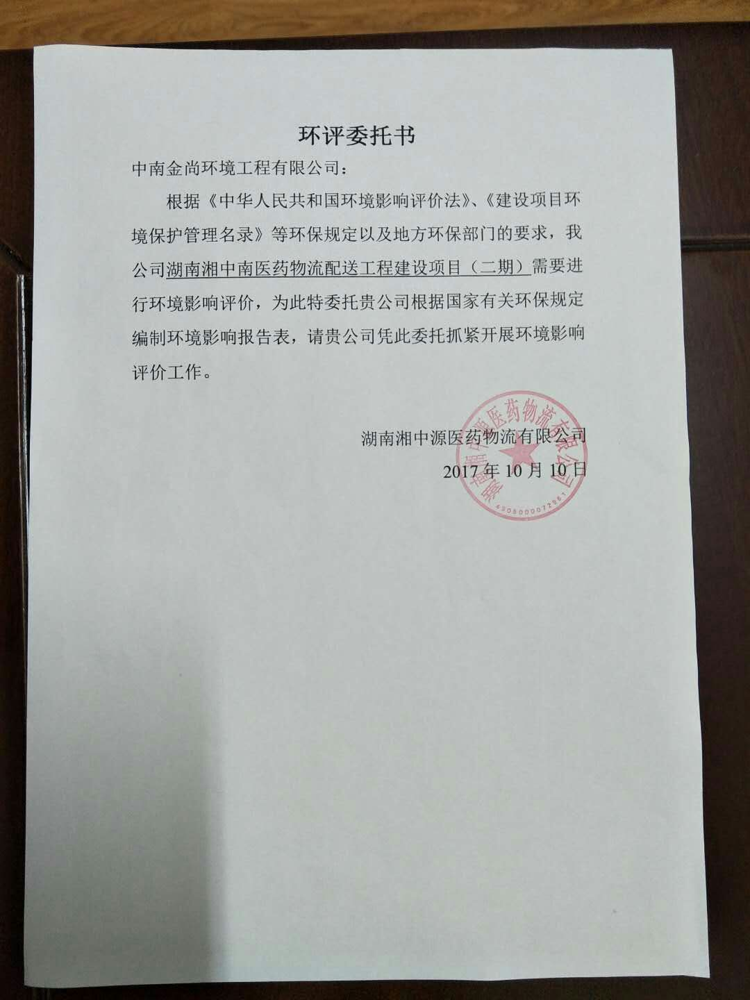 环评委托书
中南金尚环境工程有限公司：
根据《中华人民共和国环境影响评价法》、《建设项目环
境保护管理名录》等环保规定以及地方环保部门的要求，我
公司湖南湘中南医药物流配送工程建设项目（二期）需要进
行环境影响评价，为此特委托贵公司根据国家有关环保规定
编制环境影响报告表，请贵公司凭此委托抓紧开展环境影响
评价工作。
湖南湘中源医药物流有限公司
2017 年 10 月 10 日
湖南湘中源医药物流有限公司